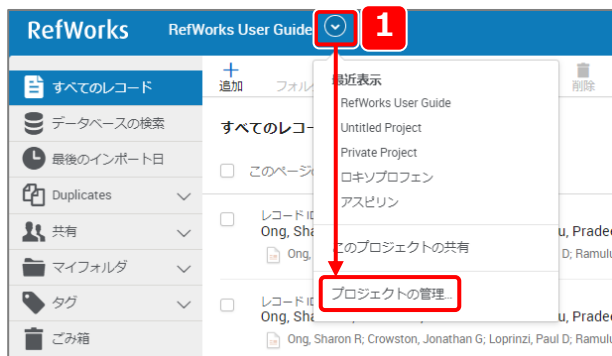 RefWorks
RefWorks User Guide
1
追加
フォル
削除
すべてのレコード
データベースの検索
最後のインポート日
Duplicates
共有
マイフォルダ
タグ
ごみ箱
最近表示
RefWorks User Guide
Untitled Project
Private Project
ロキソプロフェン
アスピリン
このプロジェクトの共有
プロジェクトの管理...
すべてのレコー
このページ
レコード ID
Ong, Sha
u, Pradee
Ong,
D; Ramulu
レコード ID
Ong, Sha
u, Pradee
Ong, Sharon R; Crowston, Jonathan G; Loprinzi, Paul D; Ramulu